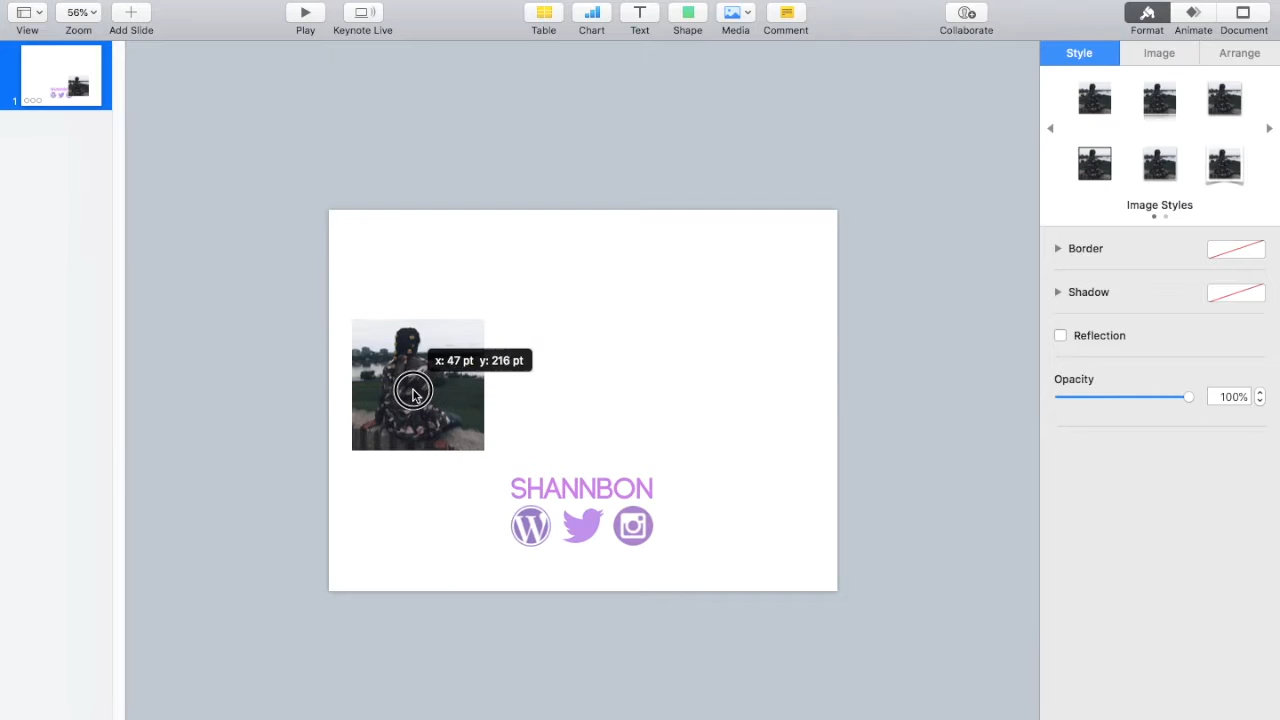 56%
View
Zoom
Add Slide
Play
Keynote Live
Table
Chart
Text
Shape
Media
Comment
Collaborate
Format
Animate
Document
Style
Image
Arrange
1
Image Styles
Border
Shadow
Reflection
Opacity
100%
x: 47 pt y: 216 pt
SHANNBON